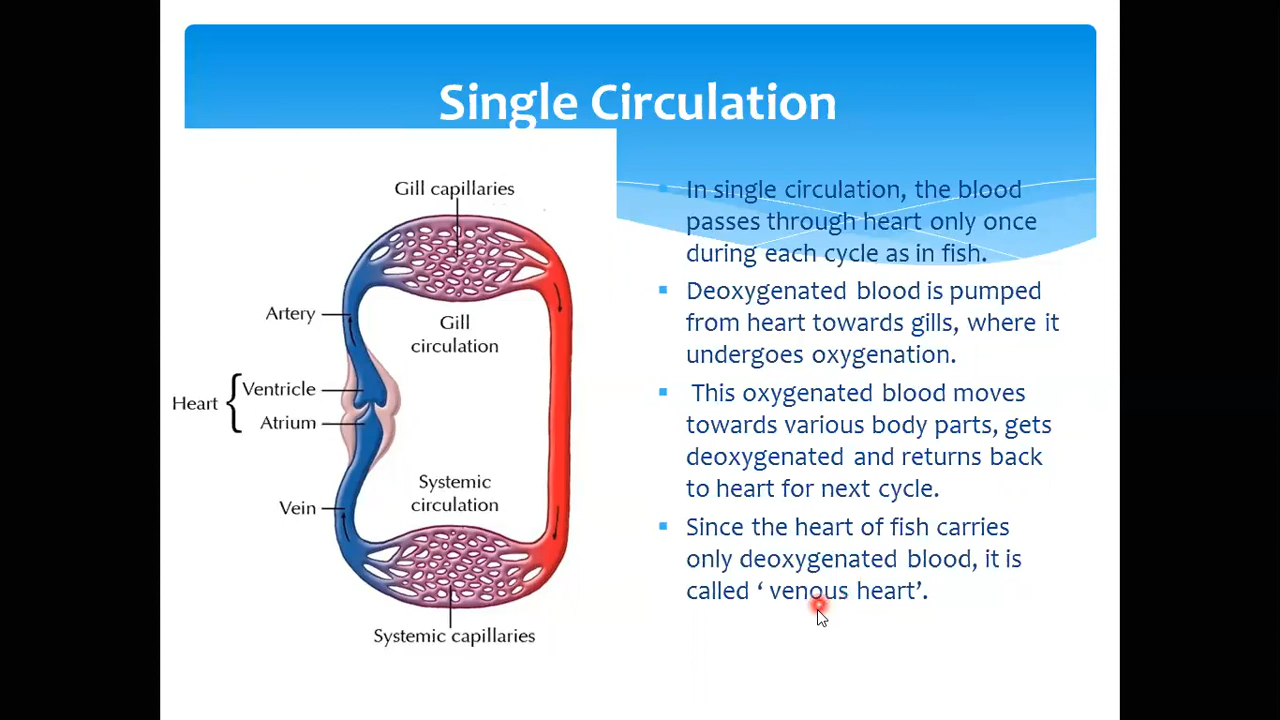 Single Circulation
Gill capillaries
Artery
Gill
circulation
Heart
Ventricle
Atrium
Systemic
circulation
Vein
Systemic capillaries
In single circulation, the blood
passes through heart only once
during each cycle as in fish.
Deoxygenated blood is pumped
from heart towards gills, where it
undergoes oxygenation.
This oxygenated blood moves
towards various body parts, gets
deoxygenated and returns back
to heart for next cycle.
Since the heart of fish carries
only deoxygenated blood, it is
called ‘ venous heart’.